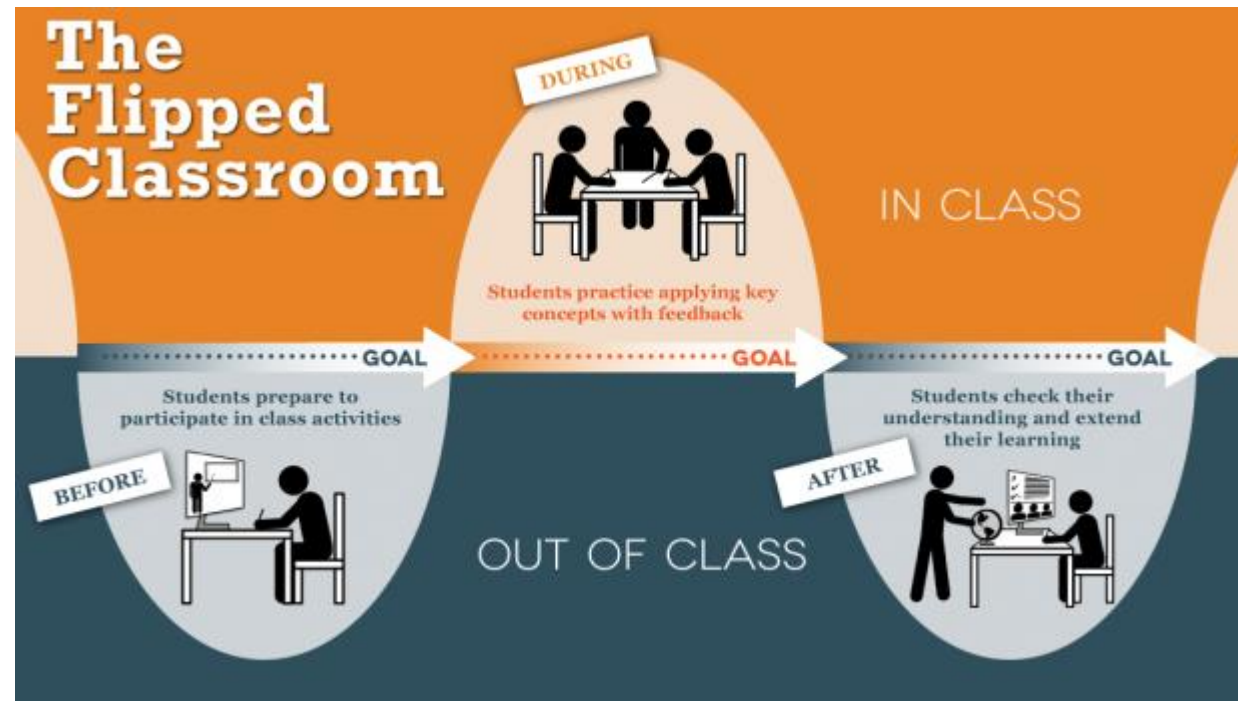 The
Flipped
Classroom
DURING
IN CLASS
Students practice applying key
concepts with feedback
GOAL
GOAL
GOAL
Students prepare to
participate in class activities
BEFORE
OUT OF CLASS
Students check their
understanding and extend
their learning
AFTER